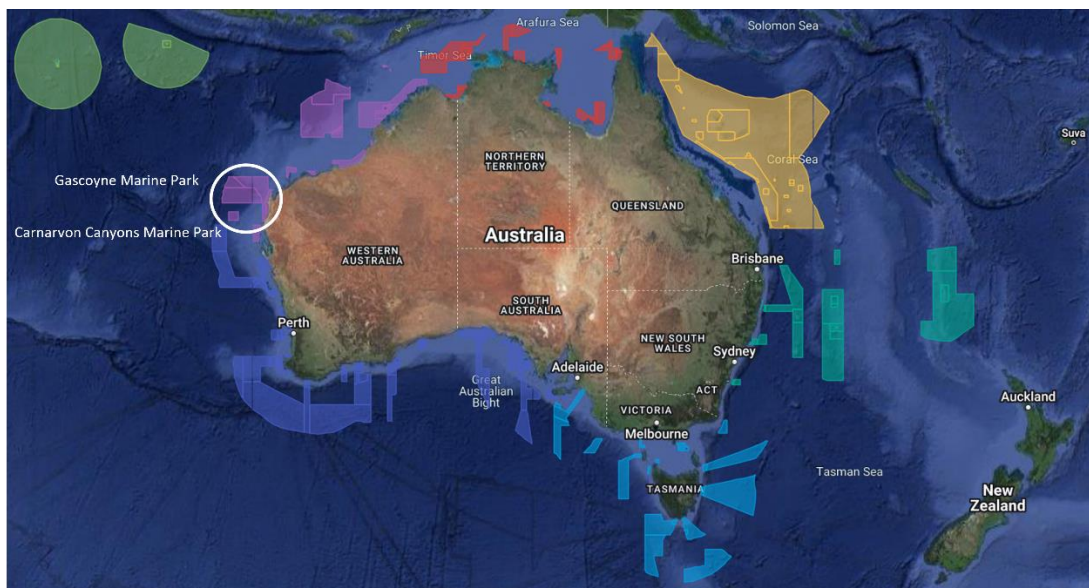 Arafura Sea
Solomon Sea
Timor Sea
Suva
Coral Sea
NORTHERN
TERRITORY
Gascoyne Marine Park
QUEENSLAND
Carnarvon Canyons Marine Park
Australia
WESTERN
AUSTRALIA
Brisbane
SOUTH
AUSTRALIA
Perth
NEW SOUTH
WALES
Sydney
Adelaide
Great
Australian
Bight
ACT
Auckland
VICTORIA
Melbourne
Tasman Sea
TASMANIA
New
Zealand